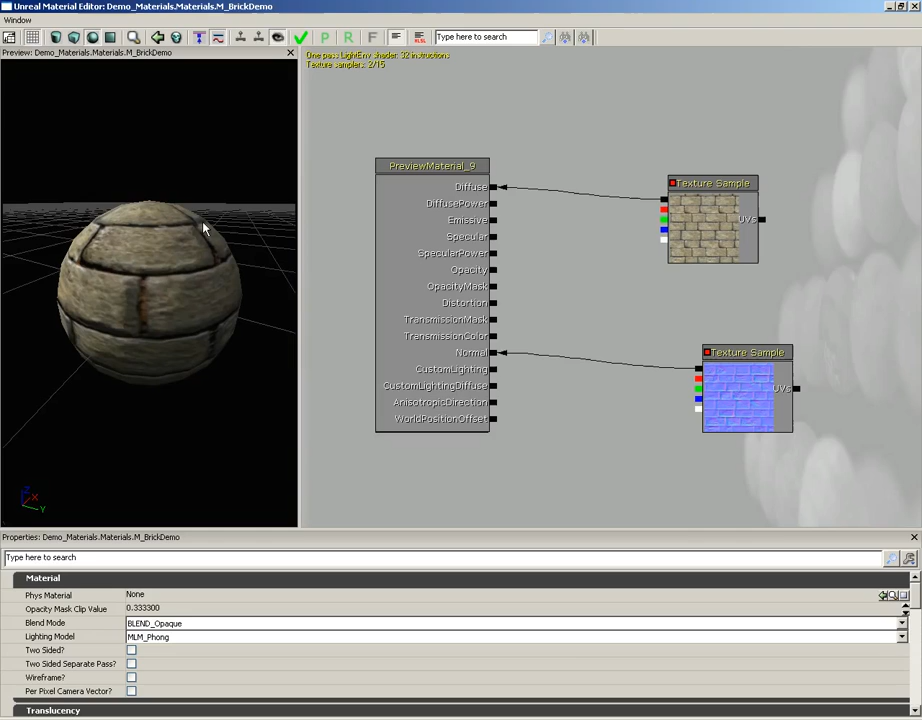 Unreal Material Editor: Demo_Materials.Materials.M_BrickDemo
Window
P R F HLSL Type here to search
Preview: Demo_Materials.Materials.M_BrickDemo
One pass LightEnv shader: 32 instructions
Texture samplers: 2/15
PreviewMaterial_9
Diffuse
DiffusePower
Emissive
Specular
SpecularPower
Opacity
OpacityMask
Distortion
TransmissionMask
TransmissionColor
Normal
CustomLighting
CustomLightingDiffuse
AnisotropicDirection
WorldPositionOffset
Texture Sample
UVs
Texture Sample
UVs
Z X Y
Properties: Demo_Materials.Materials.M_BrickDemo
Type here to search
Material
Phys Material None
Opacity Mask Clip Value 0.333300
Blend Mode BLEND_Opaque
Lighting Model MLM_Phong
Two Sided?
Two Sided Separate Pass?
Wireframe?
Per Pixel Camera Vector?
Translucency